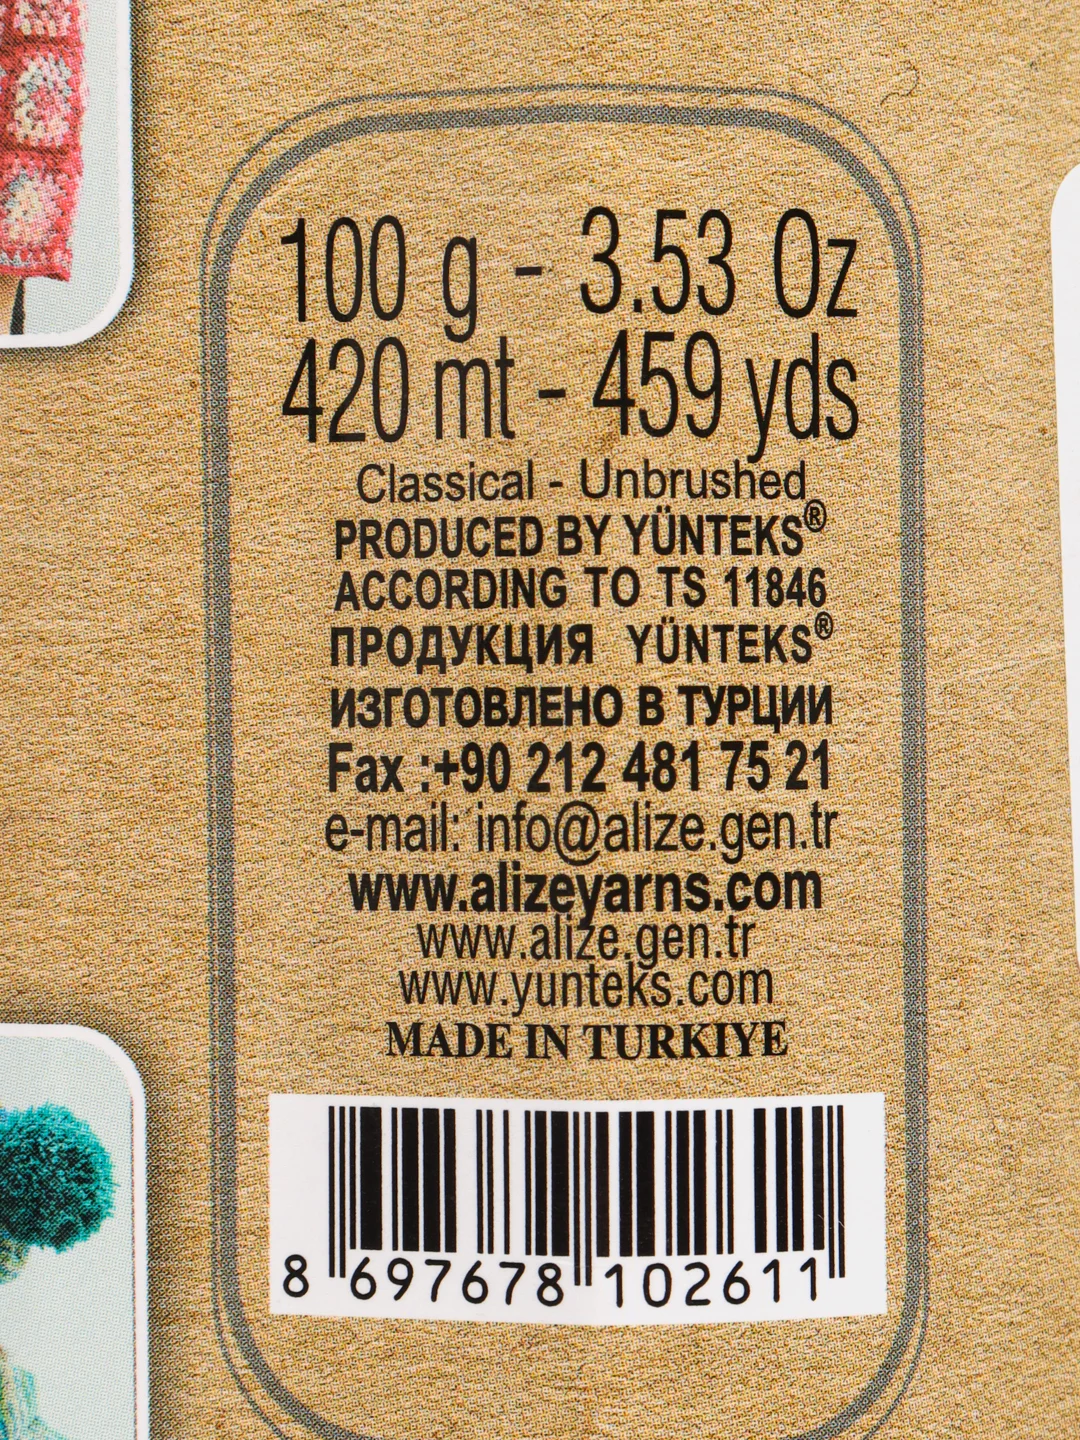 100 g - 3.53 Oz
420 mt - 459 yds
Classical - Unbrushed
PRODUCED BY YÜNTEKS®
ACCORDING TO TS 11846
ПРОДУКЦИЯ YÜNTEKS®
ИЗГОТОВЛЕНО В ТУРЦИИ
Fax :+90 212 481 75 21
e-mail: info@alize.gen.tr
www.alizeyarns.com
www.alize.gen.tr
www.yunteks.com
MADE IN TURKIYE
8 697678 102611